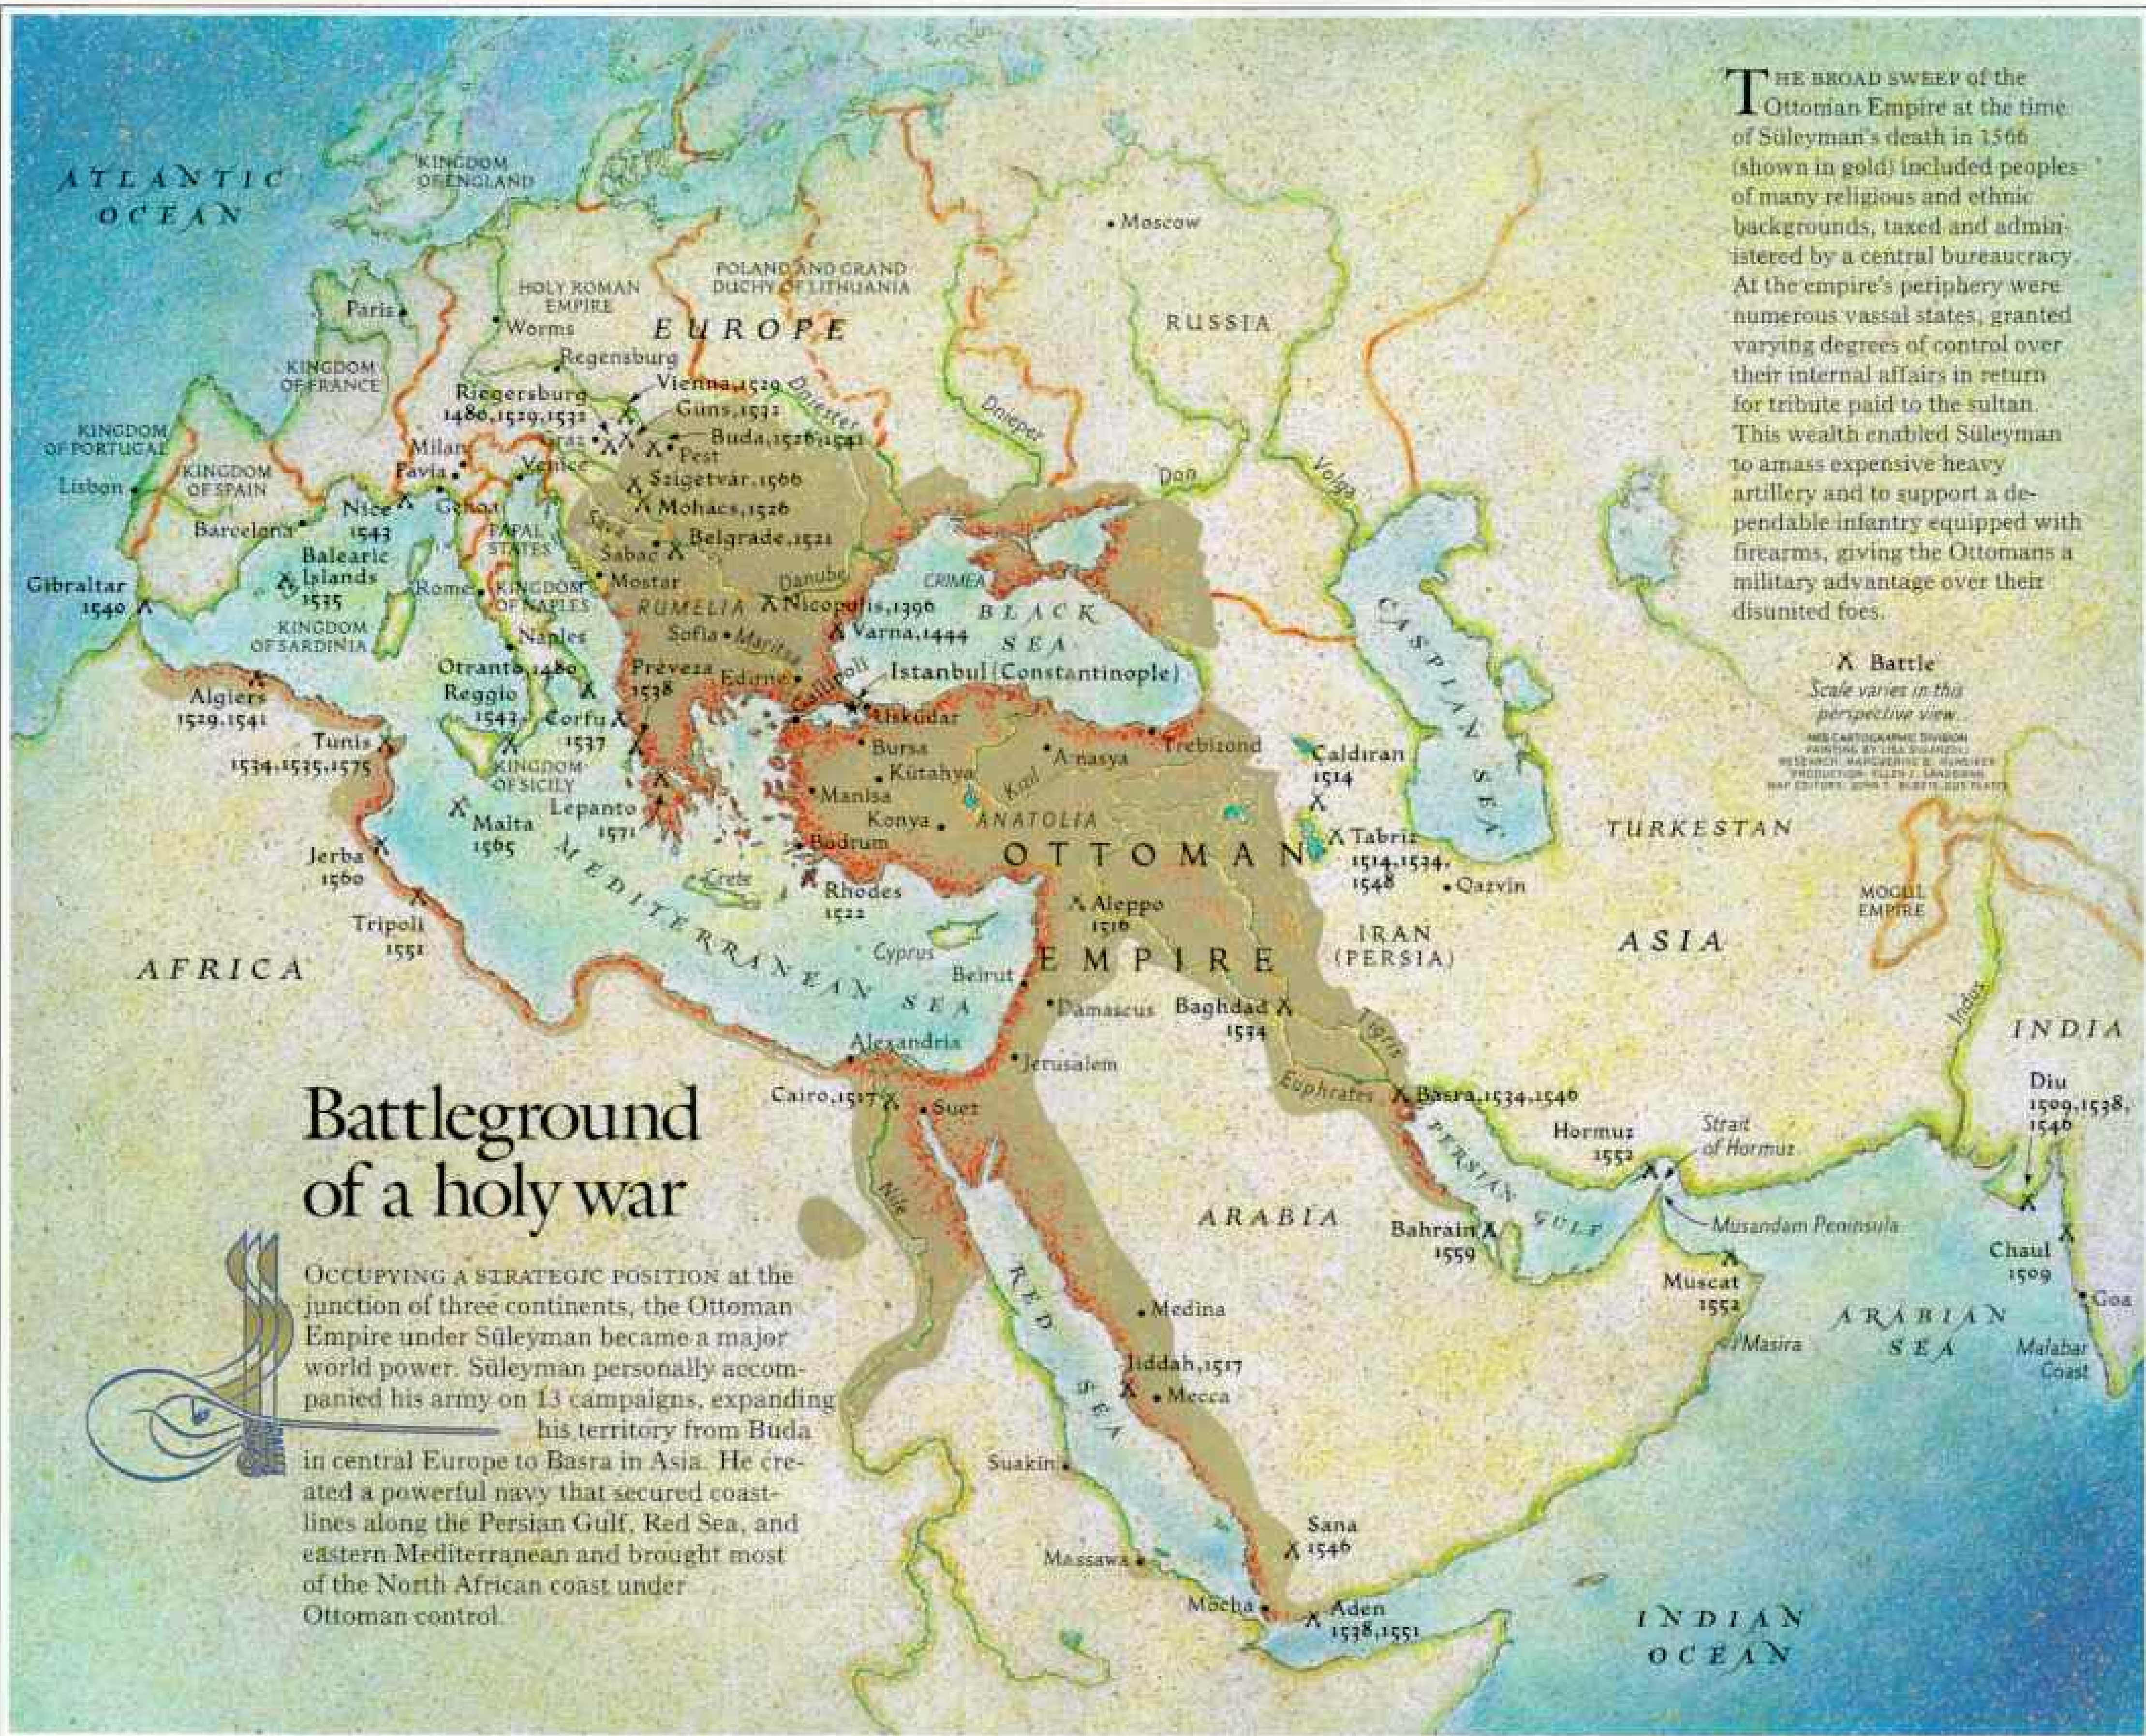 THE BROAD SWEEP of the
Ottoman Empire at the time
of Süleyman's death in 1566
(shown in gold) included peoples
of many religious and ethnic
backgrounds, taxed and admin-
istered by a central bureaucracy.
At the empire's periphery were
numerous vassal states, granted
varying degrees of control over
their internal affairs in return
for tribute paid to the sultan.
This wealth enabled Süleyman
to amass expensive heavy
artillery and to support a de-
pendable infantry equipped with
firearms, giving the Ottomans a
military advantage over their
disunited foes.
Battle
Scale varies in this
perspective view.
ATLANTIC
OCEAN
KINGDOM
OF ENGLAND
Moscow
POLAND AND GRAND
DUCHY OF LITHUANIA
HOLY ROMAN
EMPIRE
Paris
Worms
EUROPE
RUSSIA
Regensburg
KINGDOM
OF FRANCE
Riegersburg
1480,1529,1532
Vienna,1529
Dniester
Güns,1532
Dnieper
KINGDOM
OF PORTUGAL
Graz
Buda,1526,1541
Pest
Milan
Pavia
Venice
KINGDOM
OF SPAIN
Lisbon
Szigetvár,1566
Don
Volga
Nice
1543
Genoa
Mohács,1526
Barcelona
PAPAL
STATES
Sava
Belgrade,1521
Sabac
Balearic
Islands
1535
Gibraltar
1540
Rome
KINGDOM
OF NAPLES
Mostar
Danube
CRIMEA
RUMELIA
Nicopolis,1396
BLACK
SEA
KINGDOM
OF SARDINIA
Naples
Sofia
Maritsa
Varna,1444
CASPIAN SEA
Otranto,1480
Preveza
1538
Edirne
Gallipoli
Istanbul (Constantinople)
Algiers
1529,1541
Reggio
1543
Corfu
1537
Üsküdar
Tunis
1534,1535,1575
Bursa
Amasya
Trebizond
Caldiran
1514
KINGDOM
OF SICILY
Kütahya
Kizil
Manisa
Lepanto
1571
Malta
1565
Konya
ANATOLIA
TURKESTAN
Bodrum
Tabriz
1514,1534,
1548
Jerba
1560
OTTOMAN
EMPIRE
Crete
Rhodes
1522
Qazvin
MOGUL
EMPIRE
Aleppo
1516
Tripoli
1551
MEDITERRANEAN SEA
Cyprus
IRAN
(PERSIA)
ASIA
AFRICA
Beirut
Damascus
Baghdad
1534
Tigris
Indus
INDIA
Alexandria
Jerusalem
Cairo,1517
Suez
Euphrates
Basra,1534,1546
Diu
1509,1538,
1546
PERSIAN GULF
Hormuz
1552
Strait
of Hormuz
Nile
ARABIA
Bahrain
1559
Musandam Peninsula
Chaul
1509
Muscat
1552
Goa
RED SEA
Medina
Masira
ARABIAN
SEA
Malabar
Coast
Jiddah,1517
Mecca
Suakin
Sana
1546
Massawa
Mocha
Aden
1538,1551
INDIAN
OCEAN
Battleground
of a holy war
OCCUPYING A STRATEGIC POSITION at the
junction of three continents, the Ottoman
Empire under Süleyman became a major
world power. Süleyman personally accom-
panied his army on 13 campaigns, expanding
his territory from Buda
in central Europe to Basra in Asia. He cre-
ated a powerful navy that secured coast-
lines along the Persian Gulf, Red Sea, and
eastern Mediterranean and brought most
of the North African coast under
Ottoman control.